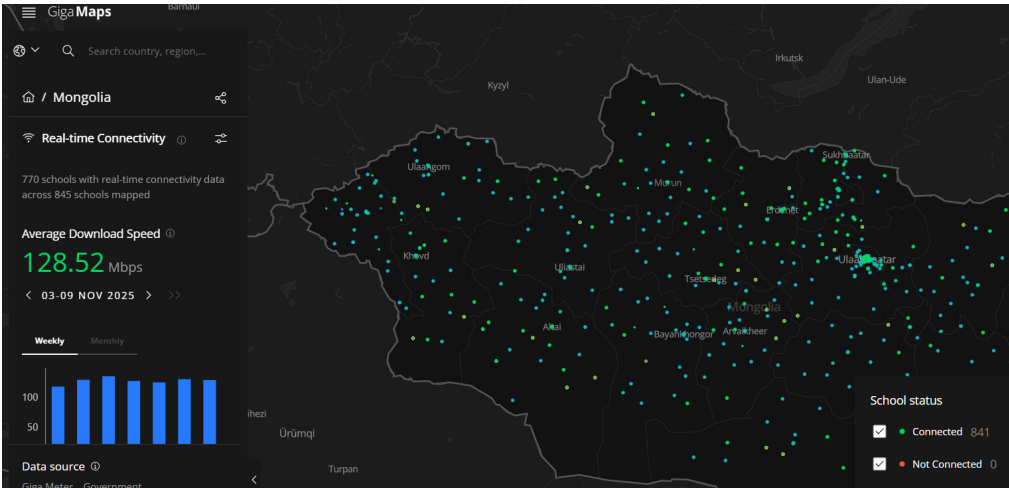 Giga Maps
Search country, region,...
/ Mongolia
Real-time Connectivity
770 schools with real-time connectivity data
across 845 schools mapped
Average Download Speed
128.52 Mbps
03-09 NOV 2025
Weekly
Monthly
100
50
Data source
Giga Meter Government
Barnaul
Irkutsk
Kyzyl
Ulan-Ude
Sukhbaatar
Ulaangom
Murun
Erdenet
Khovd
Uliastai
Ulaanbaatar
Tsetserleg
Mongolia
Altai
Bayankhongor
Arvaikheer
ihezi
Ürümqi
Turpan
School status
Connected 841
Not Connected 0